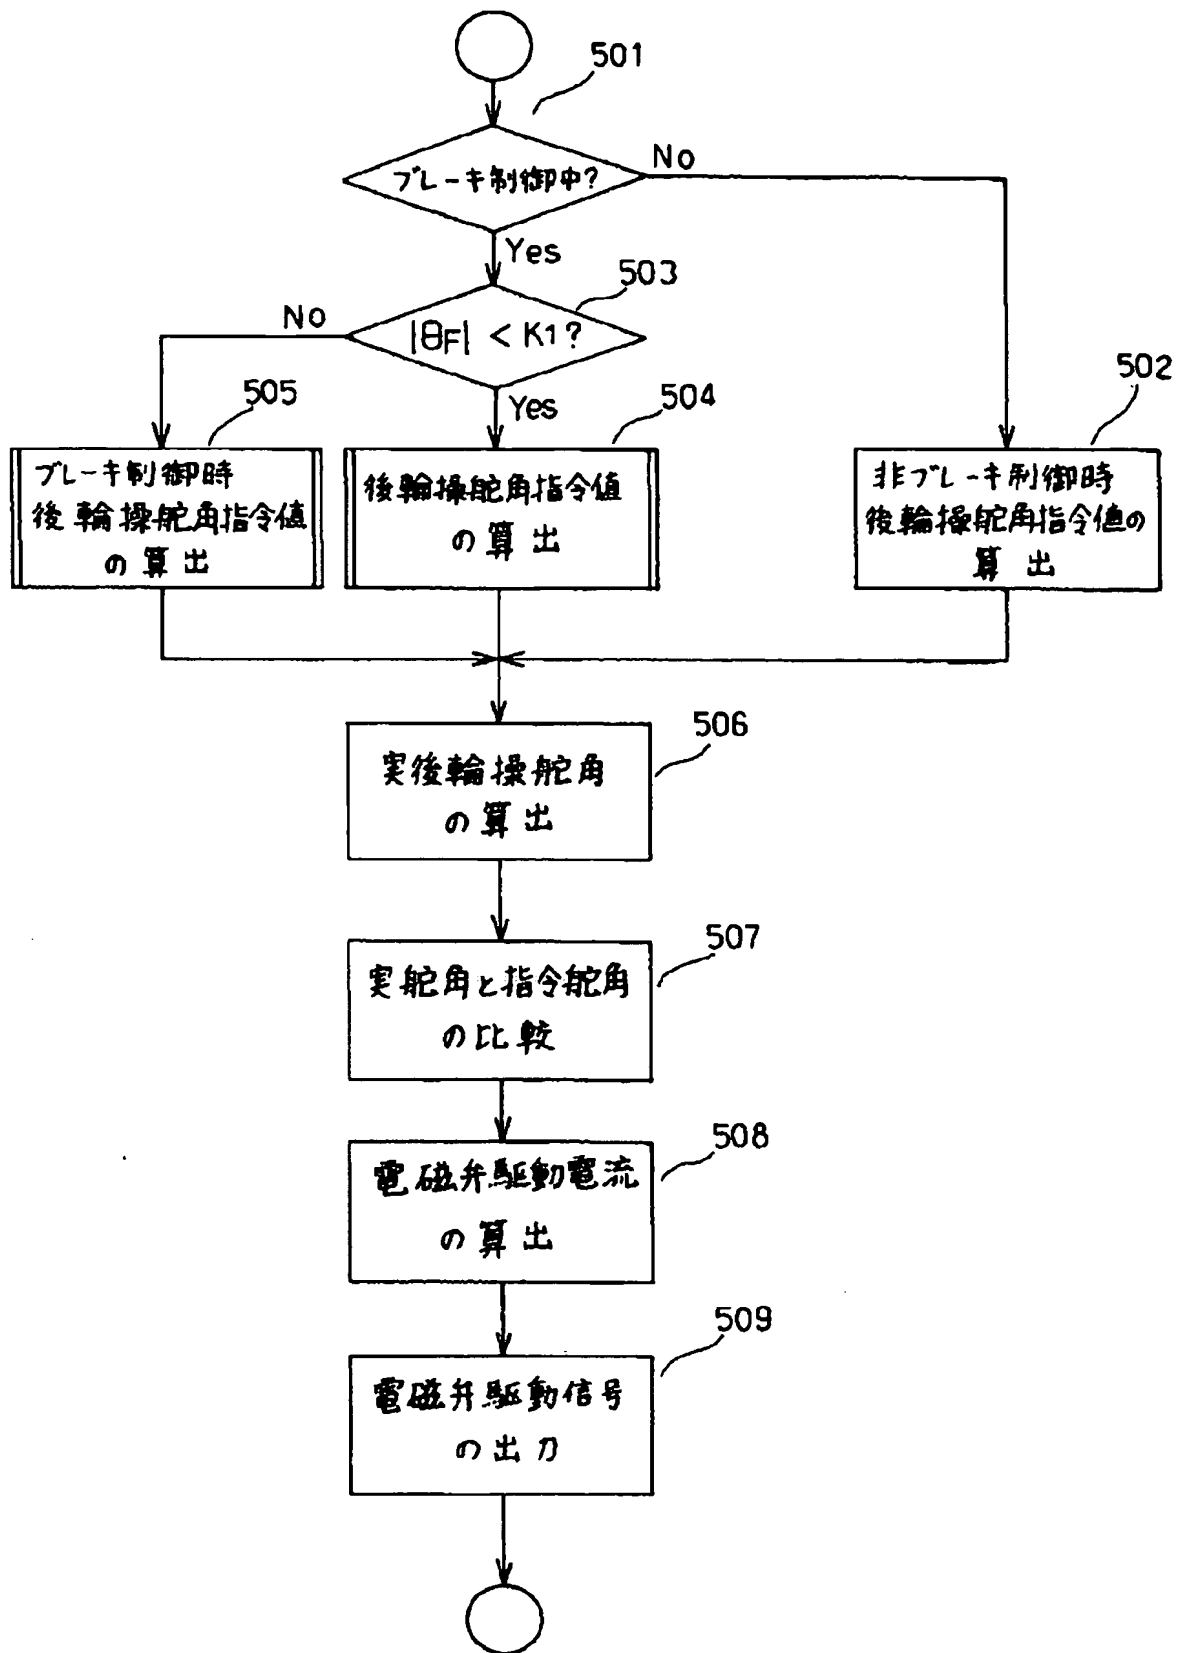 501
ブレーキ制御中?
No
Yes
503
|θF| < K1?
No
Yes
505
ブレーキ制御時
後輪操舵角指令値
の算出
504
後輪操舵角指令値
の算出
502
非ブレーキ制御時
後輪操舵角指令値の
算出
506
実後輪操舵角
の算出
507
実舵角と指令舵角
の比較
508
電磁弁駆動電流
の算出
509
電磁弁駆動信号
の出力